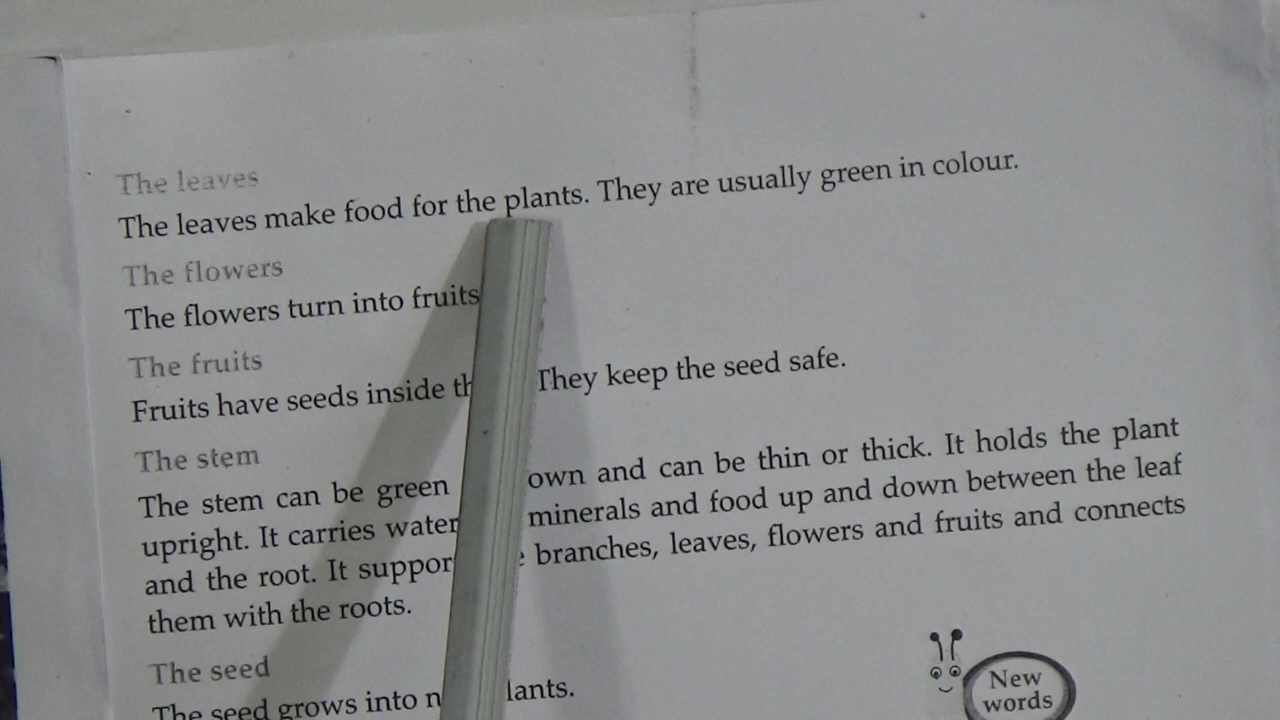 The leaves
The leaves make food for the plants. They are usually green in colour.
The flowers
The flowers turn into fruits
The fruits
Fruits have seeds inside They keep the seed safe.
The stem
The stem can be green and can be thin or thick. It holds the plant
upright. It carries water minerals and food up and down between the leaf
and the root. It branches, leaves, flowers and fruits and connects
them with the roots.
The seed
The seed grows into
New
words